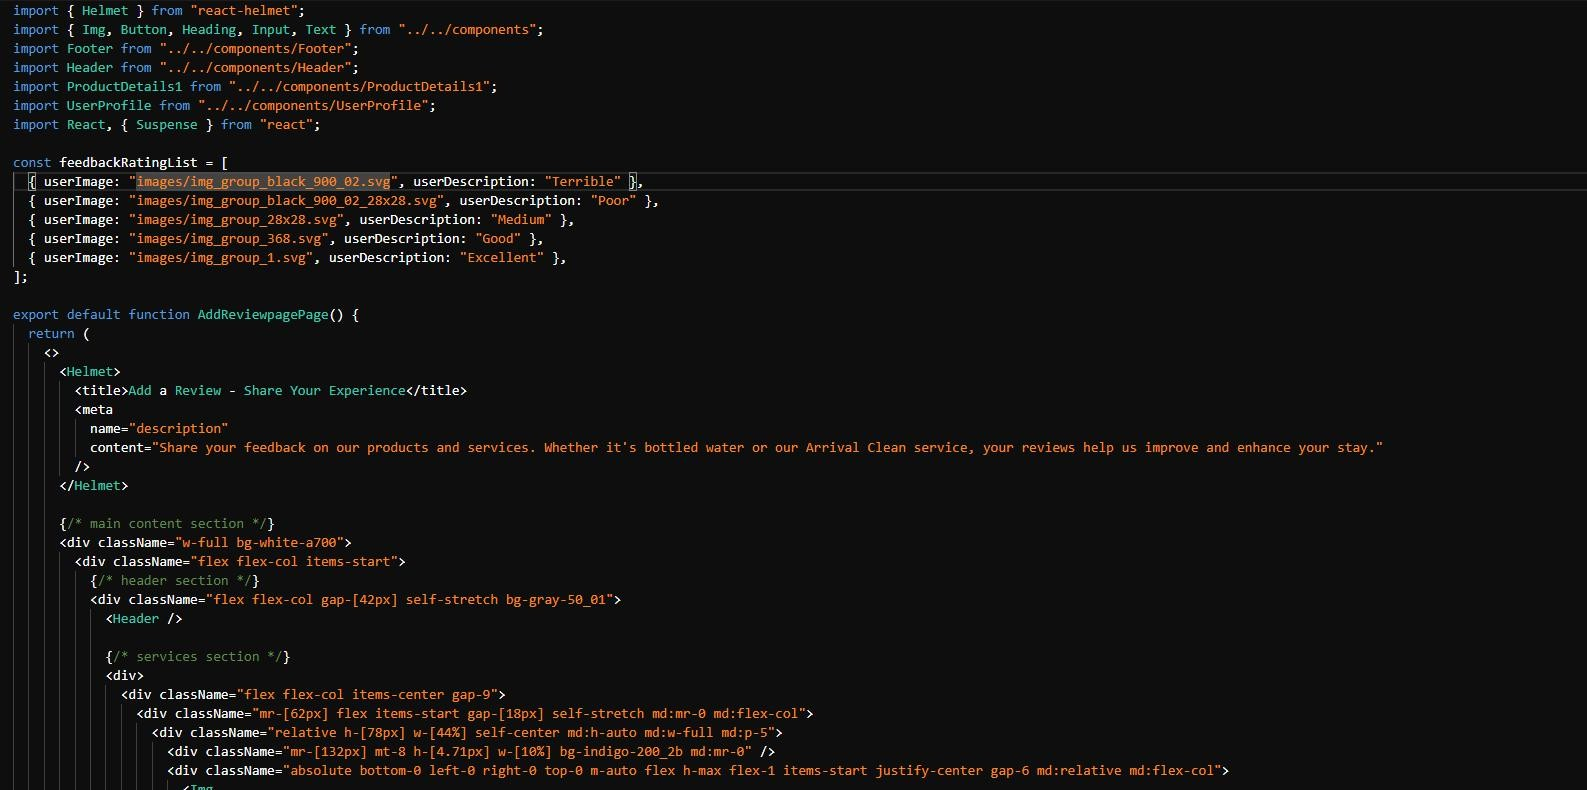 import { Helmet } from "react-helmet";
import { Img, Button, Heading, Input, Text } from "../../components";
import Footer from "../../components/Footer";
import Header from "../../components/Header";
import ProductDetails1 from "../../components/ProductDetails1";
import UserProfile from "../../components/UserProfile";
import React, { Suspense } from "react";

const feedbackRatingList = [
  { userImage: "images/img_group_black_900_02.svg", userDescription: "Terrible" },
  { userImage: "images/img_group_black_900_02_28x28.svg", userDescription: "Poor" },
  { userImage: "images/img_group_28x28.svg", userDescription: "Medium" },
  { userImage: "images/img_group_368.svg", userDescription: "Good" },
  { userImage: "images/img_group_1.svg", userDescription: "Excellent" },
];

export default function AddReviewpagePage() {
  return (
    <>
      <Helmet>
        <title>Add a Review - Share Your Experience</title>
        <meta
          name="description"
          content="Share your feedback on our products and services. Whether it's bottled water or our Arrival Clean service, your reviews help us improve and enhance your stay."
        />
      </Helmet>

      {/* main content section */}
      <div className="w-full bg-white-a700">
        <div className="flex flex-col items-start">
          {/* header section */}
          <div className="flex flex-col gap-[42px] self-stretch bg-gray-50_01">
            <Header />

            {/* services section */}
            <div>
              <div className="flex flex-col items-center gap-9">
                <div className="mr-[62px] flex items-start gap-[18px] self-stretch md:mr-0 md:flex-col">
                  <div className="relative h-[78px] w-[44%] self-center md:h-auto md:w-full md:p-5">
                    <div className="mr-[132px] mt-8 h-[4.71px] w-[10%] bg-indigo-200_2b md:mr-0" />
                    <div className="absolute bottom-0 left-0 right-0 top-0 m-auto flex h-max flex-1 items-start justify-center gap-6 md:relative md:flex-col">
                      <Img